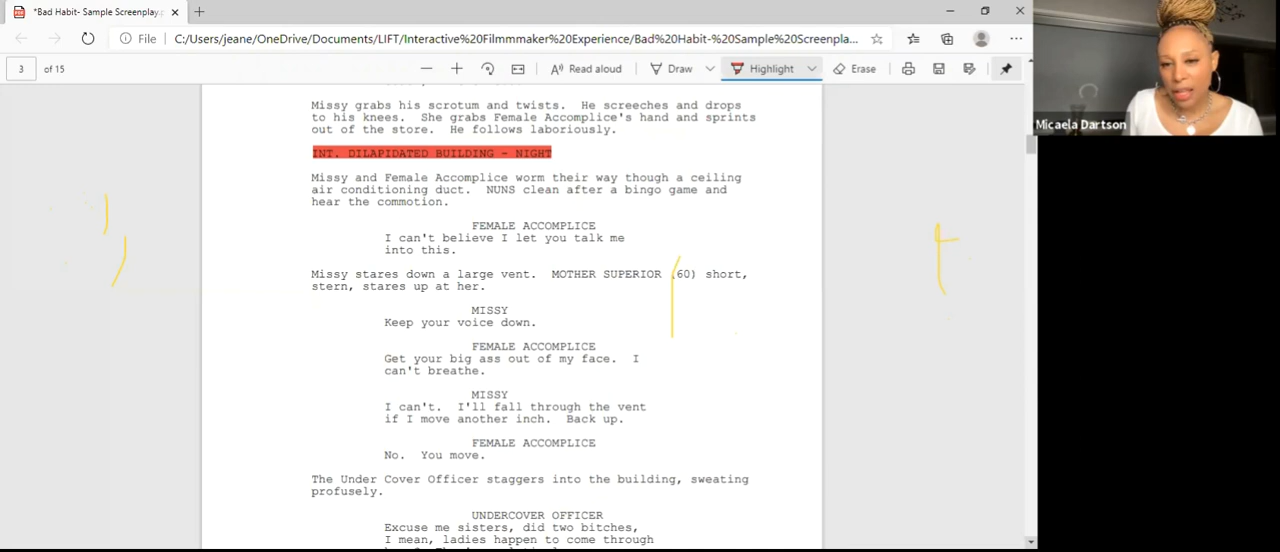 *Bad Habit- Sample Screenplay.p
File
C:/Users/jeane/OneDrive/Documents/LIFT/Interactive%20Filmmmaker%20Experience/Bad%20Habit-%20Sample%20Screenpla...
3 of 15
Read aloud
Draw
Highlight
Erase
Micaela Dartson
Missy grabs his scrotum and twists. He screeches and drops
to his knees. She grabs Female Accomplice's hand and sprints
out of the store. He follows laboriously.
INT. DILAPIDATED BUILDING - NIGHT
Missy and Female Accomplice worm their way though a ceiling
air conditioning duct. NUNS clean after a bingo game and
hear the commotion.
FEMALE ACCOMPLICE
I can't believe I let you talk me
into this.
Missy stares down a large vent. MOTHER SUPERIOR (60) short,
stern, stares up at her.
MISSY
Keep your voice down.
FEMALE ACCOMPLICE
Get your big ass out of my face. I
can't breathe.
MISSY
I can't. I'll fall through the vent
if I move another inch. Back up.
FEMALE ACCOMPLICE
No. You move.
The Under Cover Officer staggers into the building, sweating
profusely.
UNDERCOVER OFFICER
Excuse me sisters, did two bitches,
I mean, ladies happen to come through